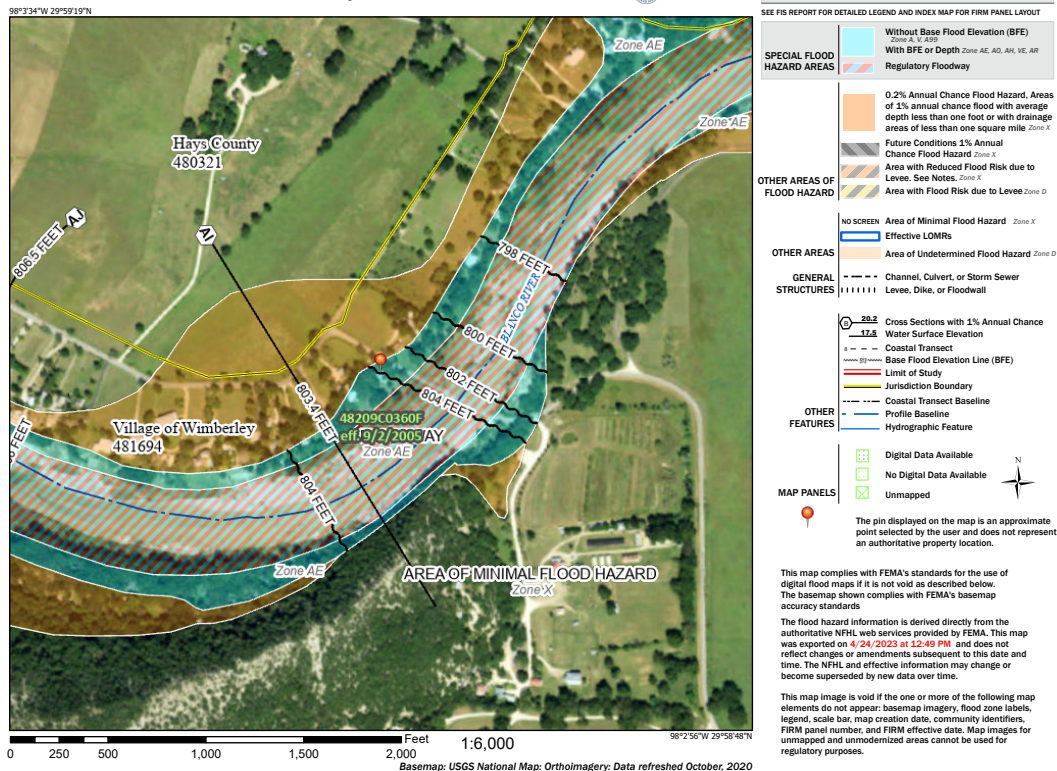 98°3'34"W 29°59'19"N
Zone AE
Zone AE
Hays County
480321
AJ
806.5 FEET
AI
798 FEET
BLANCO RIVER
800 FEET
802 FEET
804 FEET
803.4 FEET
48209C0360F
eff. 9/2/2005
AY
Zone AE
Village of Wimberley
481694
804 FEET
FEET
Zone AE
AREA OF MINIMAL FLOOD HAZARD
Zone X
Feet
0 250 500 1,000 1,500 2,000
1:6,000
98°2'56"W 29°58'48"N
Basemap: USGS National Map: Orthoimagery: Data refreshed October, 2020
SEE FIS REPORT FOR DETAILED LEGEND AND INDEX MAP FOR FIRM PANEL LAYOUT
SPECIAL FLOOD
HAZARD AREAS
Without Base Flood Elevation (BFE)
Zone A, V, A99
With BFE or Depth Zone AE, AO, AH, VE, AR
Regulatory Floodway
0.2% Annual Chance Flood Hazard, Areas
of 1% annual chance flood with average
depth less than one foot or with drainage
areas of less than one square mile Zone X
Future Conditions 1% Annual
Chance Flood Hazard Zone X
Area with Reduced Flood Risk due to
Levee. See Notes. Zone X
Area with Flood Risk due to Levee Zone D
OTHER AREAS OF
FLOOD HAZARD
NO SCREEN Area of Minimal Flood Hazard Zone X
Effective LOMRs
OTHER AREAS
Area of Undetermined Flood Hazard Zone D
GENERAL
STRUCTURES
Channel, Culvert, or Storm Sewer
Levee, Dike, or Floodwall
B 20.2 Cross Sections with 1% Annual Chance
17.5 Water Surface Elevation
8 Coastal Transect
513 Base Flood Elevation Line (BFE)
Limit of Study
Jurisdiction Boundary
Coastal Transect Baseline
OTHER
FEATURES
Profile Baseline
Hydrographic Feature
Digital Data Available
No Digital Data Available
Unmapped
MAP PANELS
N
The pin displayed on the map is an approximate
point selected by the user and does not represent
an authoritative property location.
This map complies with FEMA's standards for the use of
digital flood maps if it is not void as described below.
The basemap shown complies with FEMA's basemap
accuracy standards
The flood hazard information is derived directly from the
authoritative NFHL web services provided by FEMA. This map
was exported on 4/24/2023 at 12:49 PM and does not
reflect changes or amendments subsequent to this date and
time. The NFHL and effective information may change or
become superseded by new data over time.
This map image is void if the one or more of the following map
elements do not appear: basemap imagery, flood zone labels,
legend, scale bar, map creation date, community identifiers,
FIRM panel number, and FIRM effective date. Map images for
unmapped and unmodernized areas cannot be used for
regulatory purposes.